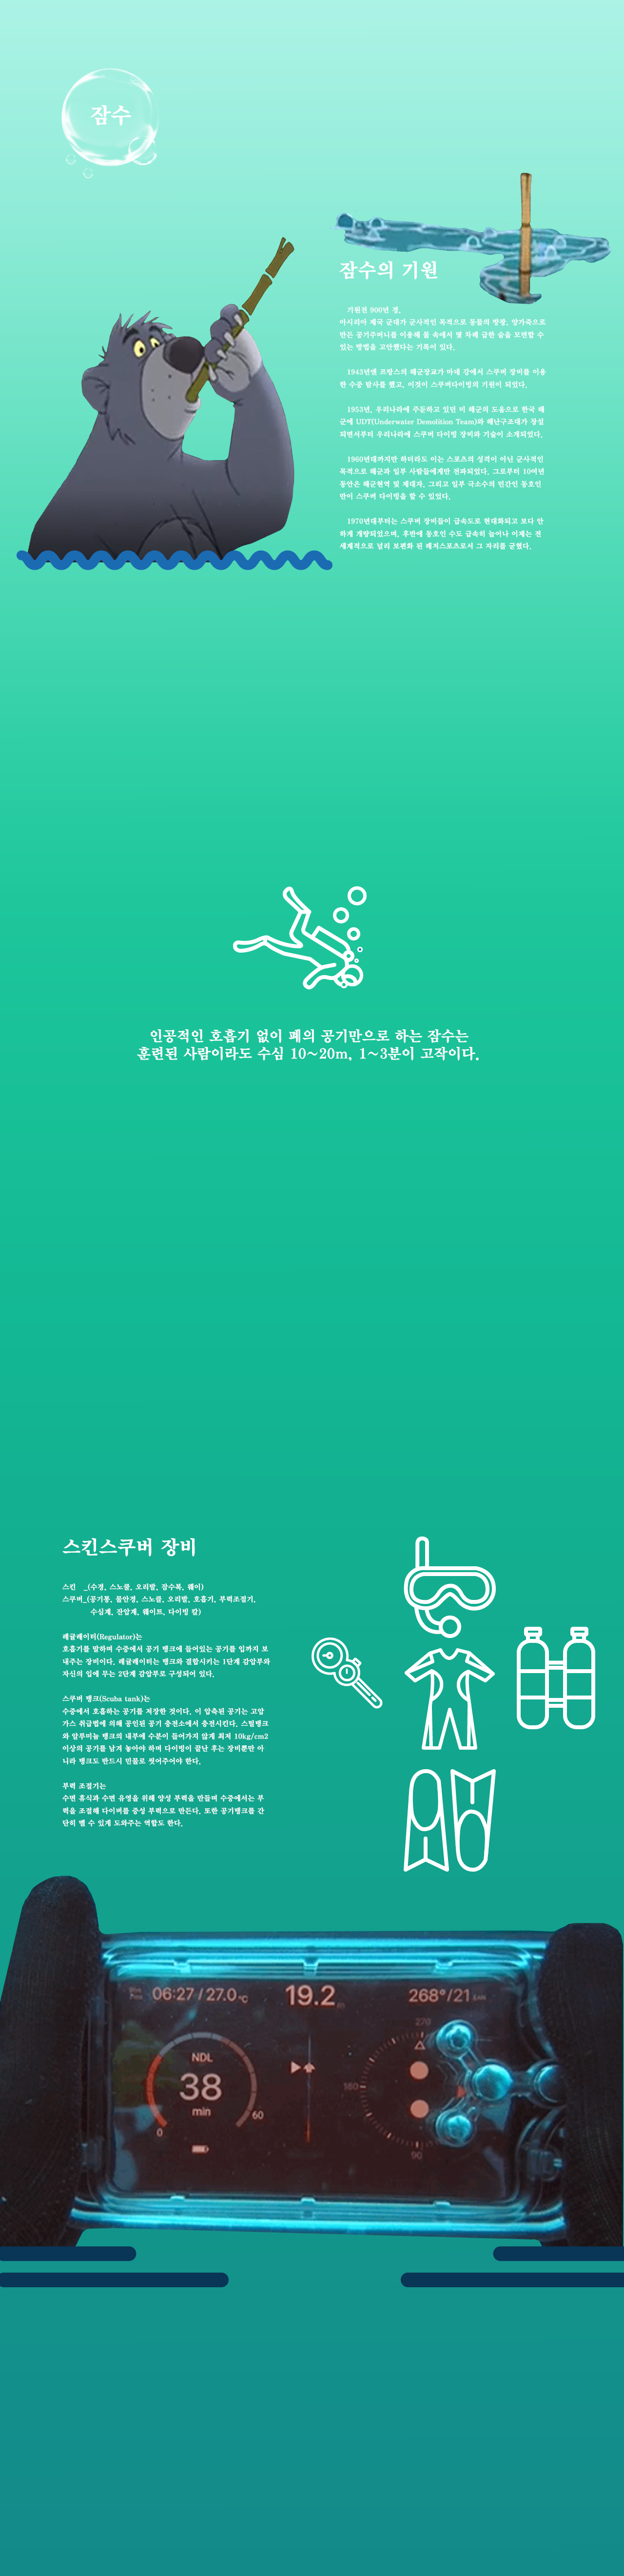 잠수
잠수의 기원
기원전 900년 경,
아시리아 제국 군대가 군사적인 목적으로 동물의 방광, 양가죽으로
만든 공기주머니를 이용해 물 속에서 몇 차례 급한 숨을 모면할 수
있는 방법을 고안했다는 기록이 있다.
1943년엔 프랑스의 해군장교가 마네 강에서 스쿠버 장비를 이용
한 수중 탐사를 했고, 이것이 스쿠버다이빙의 기원이 되었다.
1953년, 우리나라에 주둔하고 있던 미 해군의 도움으로 한국 해
군에 UDT(Underwater Demolition Team)와 해난구조대가 창설
되면서부터 우리나라에 스쿠버 다이빙 장비와 기술이 소개되었다.
1960년대까지만 하더라도 이는 스포츠의 성격이 아닌 군사적인
목적으로 해군과 일부 사람들에게만 전파되었다. 그로부터 10여년
동안은 해군현역 및 제대자, 그리고 일부 극소수의 민간인 동호인
만이 스쿠버 다이빙을 할 수 있었다.
1970년대부터는 스쿠버 장비들이 급속도로 현대화되고 보다 안
하게 개량되었으며, 후반에 동호인 수도 급속히 늘어나 이제는 전
세계적으로 널리 보편화 된 레저스포츠로서 그 자리를 굳혔다.
인공적인 호흡기 없이 폐의 공기만으로 하는 잠수는
훈련된 사람이라도 수심 10~20m, 1~3분이 고작이다.
스킨스쿠버 장비
스킨 _(수경, 스노쿨, 오리발, 잠수복, 웨이)
스쿠버_(공기통, 물안경, 스노쿨, 오리발, 호흡기, 부력조절기,
수심계, 잔압계, 웨이트, 다이빙 칼)
레귤레이터(Regulator)는
호흡기를 말하며 수중에서 공기 탱크에 들어있는 공기를 입까지 보
내주는 장비이다. 레귤레이터는 탱크와 결합시키는 1단계 감압부와
자신의 입에 무는 2단계 감압부로 구성되어 있다.
스쿠버 탱크(Scuba tank)는
수중에서 호흡하는 공기를 저장한 것이다. 이 압축된 공기는 고압
가스 취급법에 의해 공인된 공기 충전소에서 충전시킨다. 스틸탱크
와 알루미늄 탱크의 내부에 수분이 들어가지 않게 최저 10kg/cm2
이상의 공기를 남겨 놓아야 하며 다이빙이 끝난 후는 장비뿐만 아
니라 탱크도 반드시 민물로 씻어주어야 한다.
부력 조절기는
수면 휴식과 수면 유영을 위해 양성 부력을 만들며 수중에서는 부
력을 조절해 다이버를 중성 부력으로 만든다. 또한 공기탱크를 간
단히 멜 수 있게 도와주는 역할도 한다.
06:27 / 27.0 °C
19.2 m
268°/21
270
NDL
38
min
180
0
60
90